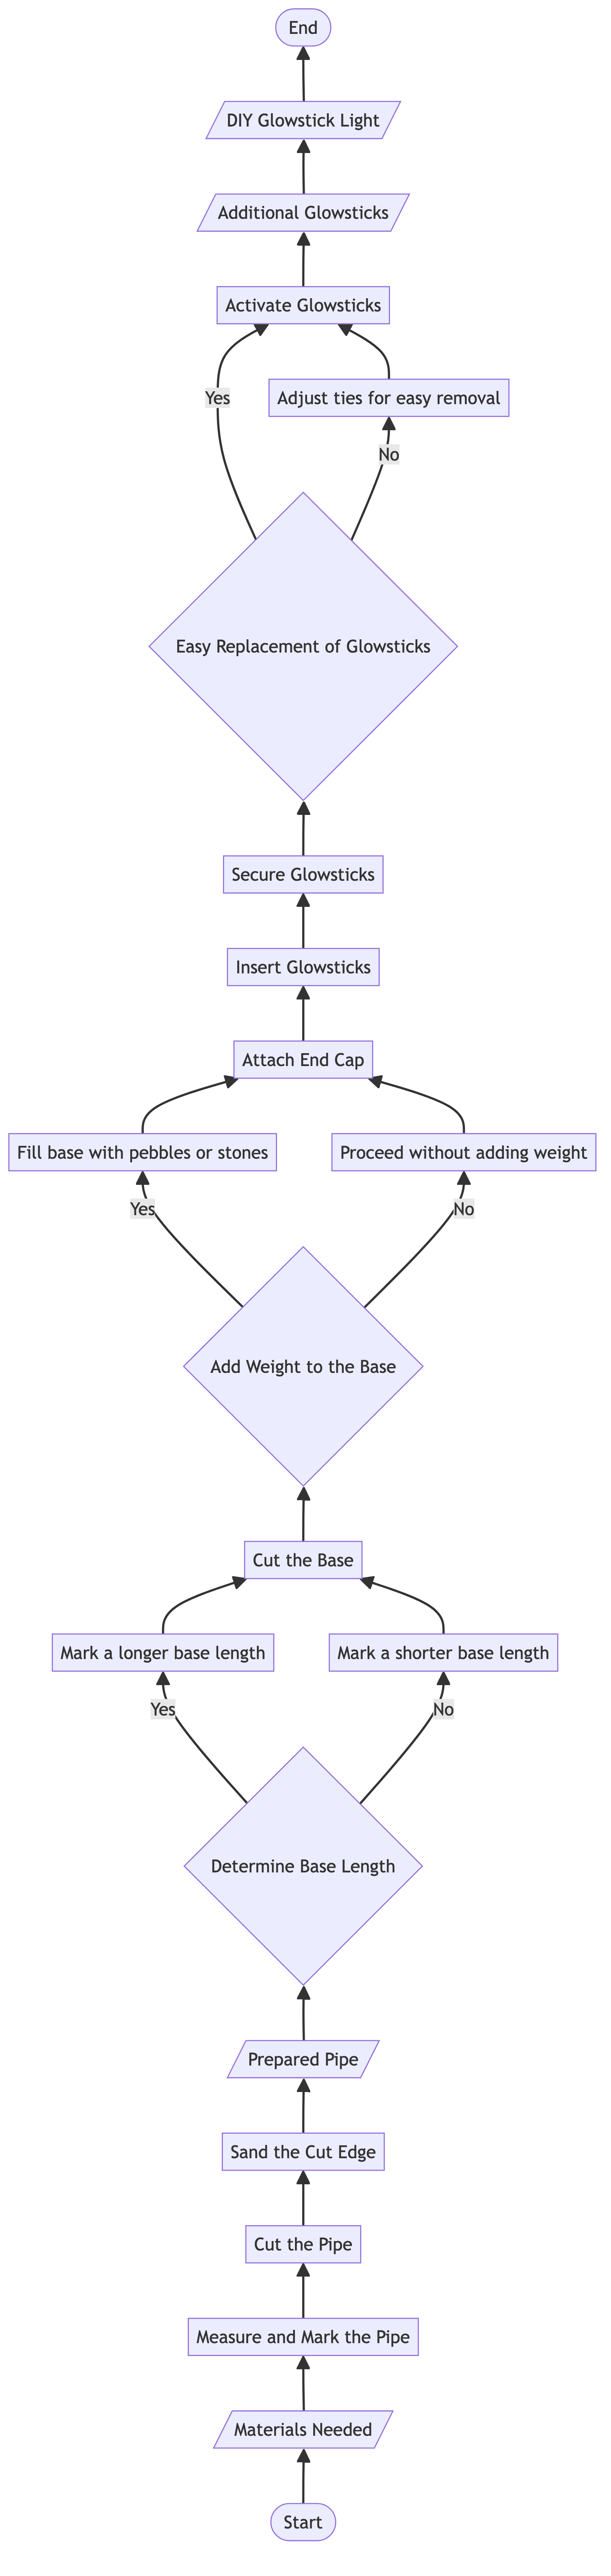 End
DIY Glowstick Light
Additional Glowsticks
Activate Glowsticks
Yes
Adjust ties for easy removal
No
Easy Replacement of Glowsticks
Secure Glowsticks
Insert Glowsticks
Attach End Cap
Fill base with pebbles or stones
Proceed without adding weight
Yes
No
Add Weight to the Base
Cut the Base
Mark a longer base length
Mark a shorter base length
Yes
No
Determine Base Length
Prepared Pipe
Sand the Cut Edge
Cut the Pipe
Measure and Mark the Pipe
Materials Needed
Start